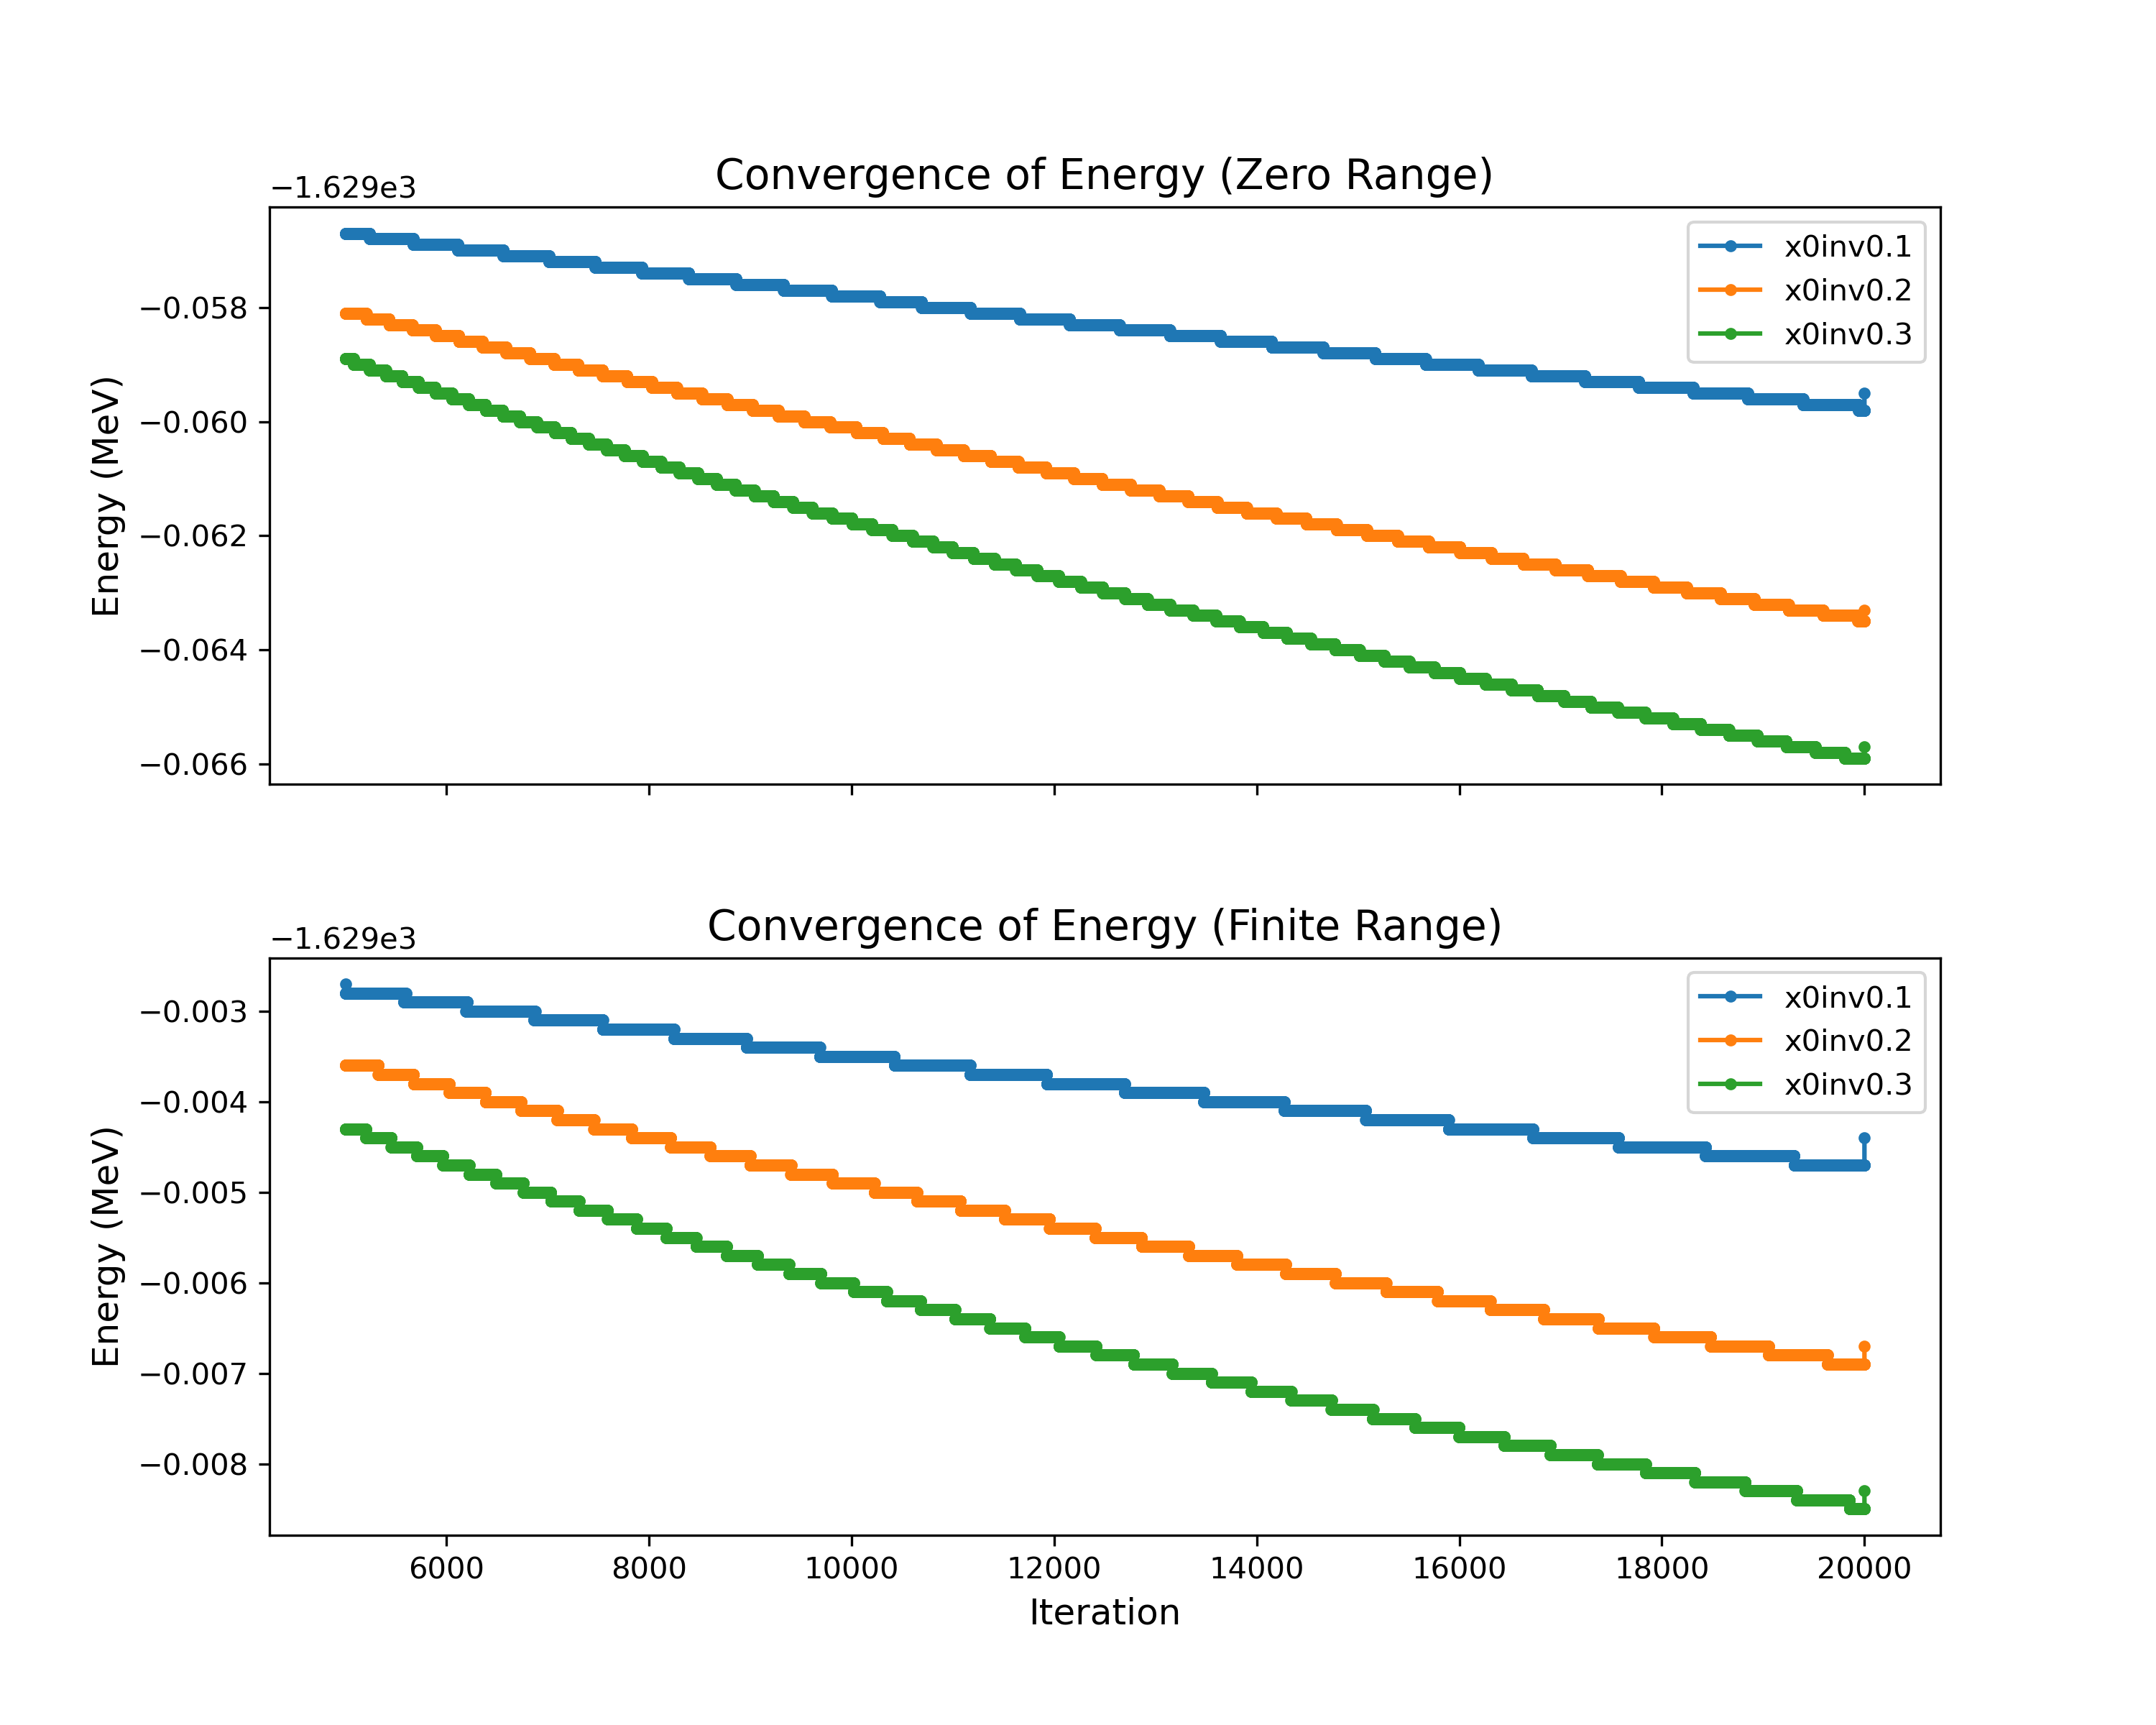 Convergence of Energy (Zero Range)
−1.629e3
x0inv0.1
x0inv0.2
x0inv0.3
−0.058
−0.060
−0.062
−0.064
−0.066
Energy (MeV)
Convergence of Energy (Finite Range)
−1.629e3
x0inv0.1
x0inv0.2
x0inv0.3
−0.003
−0.004
−0.005
−0.006
−0.007
−0.008
Energy (MeV)
6000 8000 10000 12000 14000 16000 18000 20000
Iteration